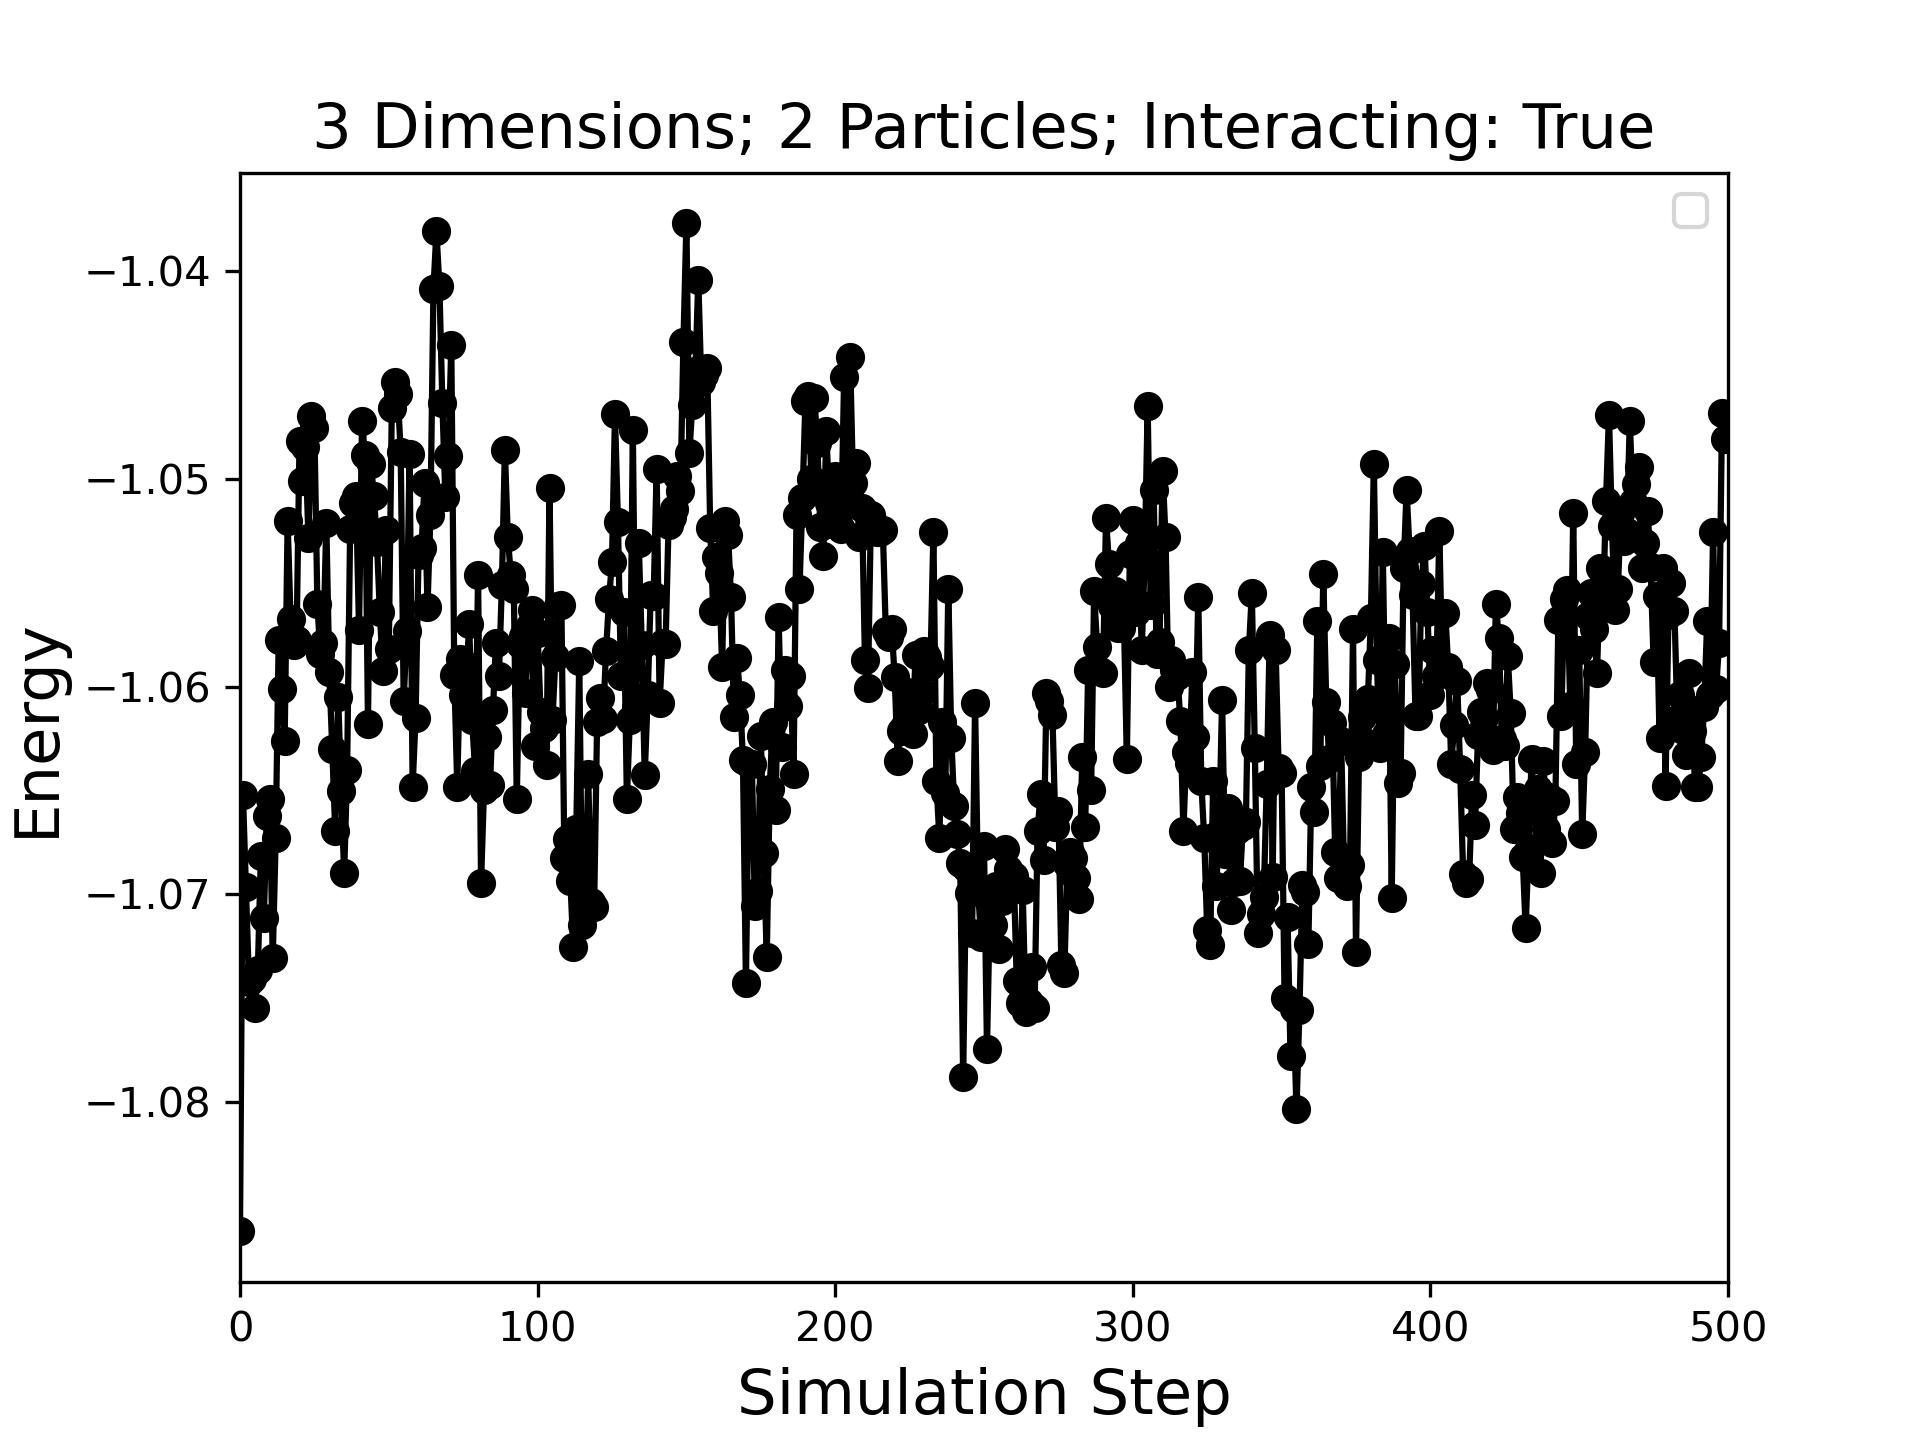 3 Dimensions; 2 Particles; Interacting: True
−1.04
−1.05
−1.06
−1.07
−1.08
Energy
0 100 200 300 400 500
Simulation Step